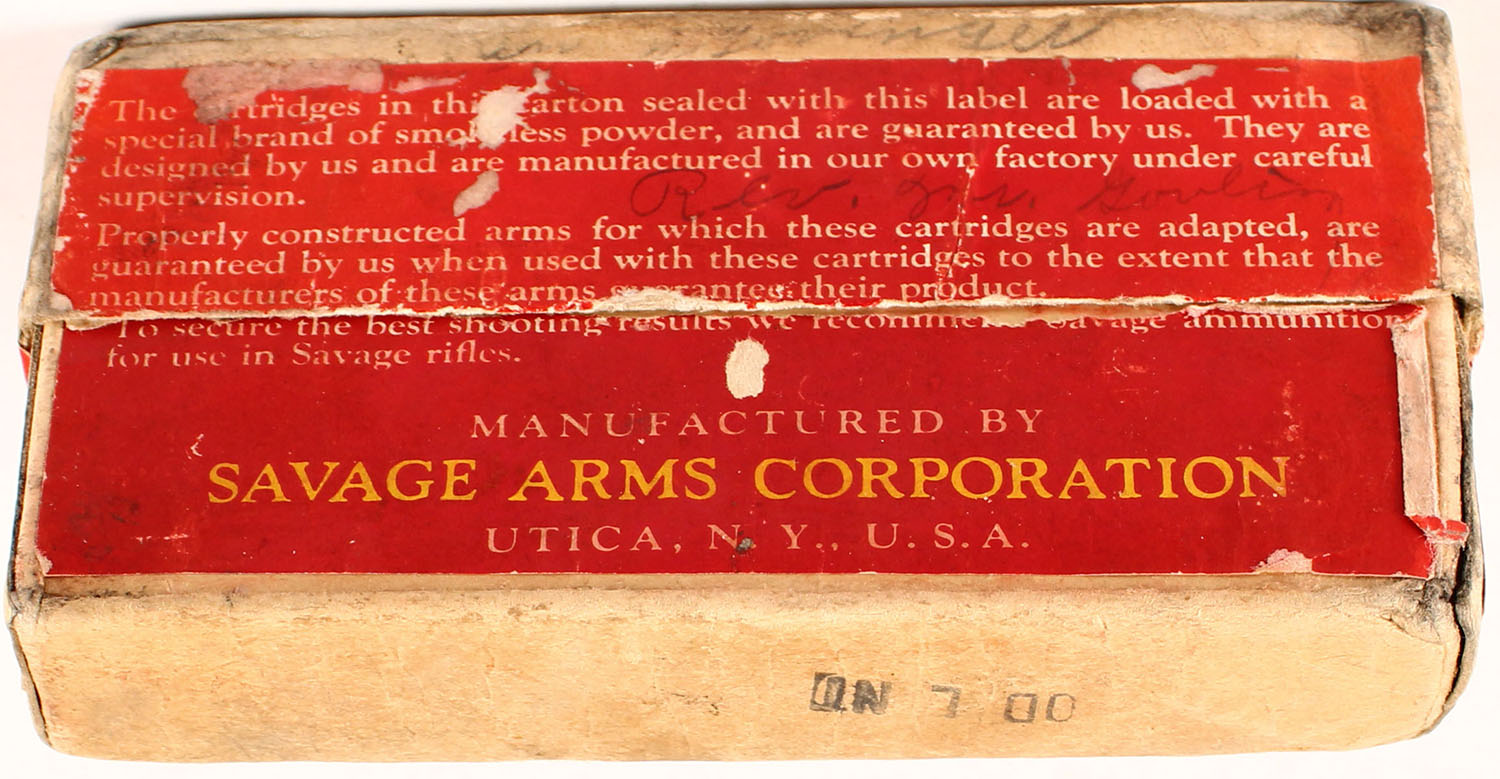 The cartridges in this carton sealed with this label are loaded with a
special brand of smokeless powder, and are guaranteed by us. They are
designed by us and are manufactured in our own factory under careful
supervision.
Rev.
Properly constructed arms for which these cartridges are adapted, are
guaranteed by us when used with these cartridges to the extent that the
manufacturers of these arms guarantee their product.
To secure the best shooting results we recommend Savage ammunition
for use in Savage rifles.
MANUFACTURED BY
SAVAGE ARMS CORPORATION
UTICA, N. Y., U. S. A.